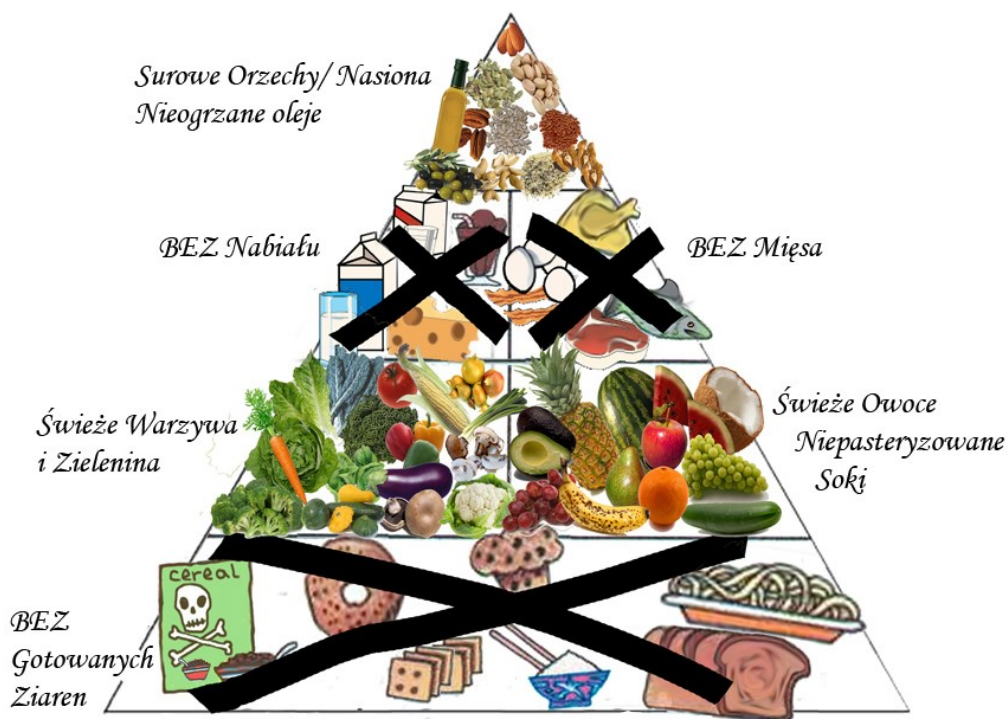 Surowe Orzechy/ Nasiona
Nieogrzane oleje
BEZ Nabiału
BEZ Mięsa
Świeże Warzywa
i Zielenina
Świeże Owoce
Niepasteryzowane
Soki
cereal
BEZ
Gotowanych
Ziaren